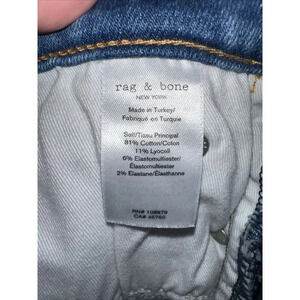 rag & bone
NEW YORK
Made in Turkey/
Fabriqué en Turquie
Self/Tissu Principal
81% Cotton/Coton
11% Lyocell
6% Elastomultiester/
Élastomultiester
2% Elastane/Élasthanne